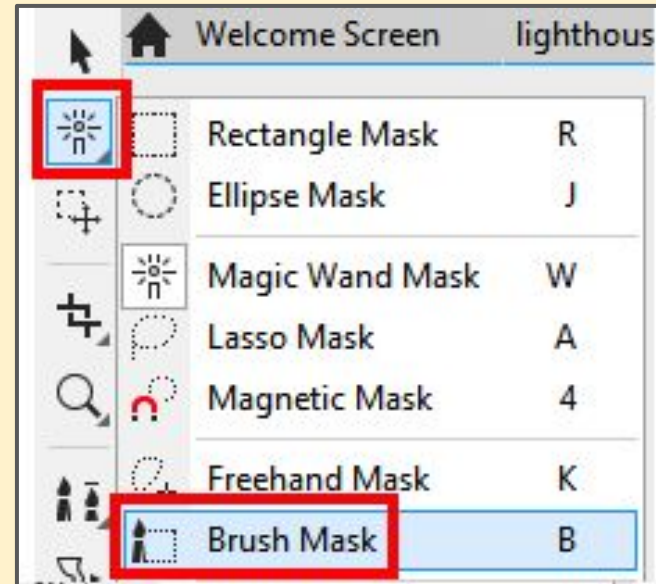 Welcome Screen lighthous
Rectangle Mask R
Ellipse Mask J
Magic Wand Mask W
Lasso Mask A
Magnetic Mask 4
Freehand Mask K
Brush Mask B